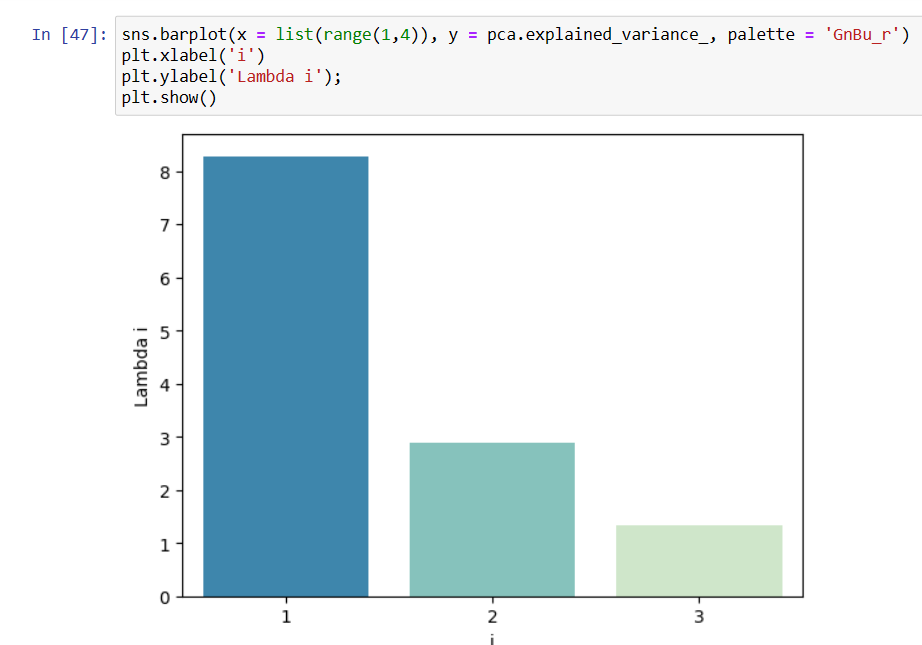 In [47]: sns.barplot(x = list(range(1,4)), y = pca.explained_variance_, palette = 'GnBu_r')
plt.xlabel('i')
plt.ylabel('Lambda i');
plt.show()
8
7
6
5
4
3
2
1
0
Lambda i
1 2 3
i